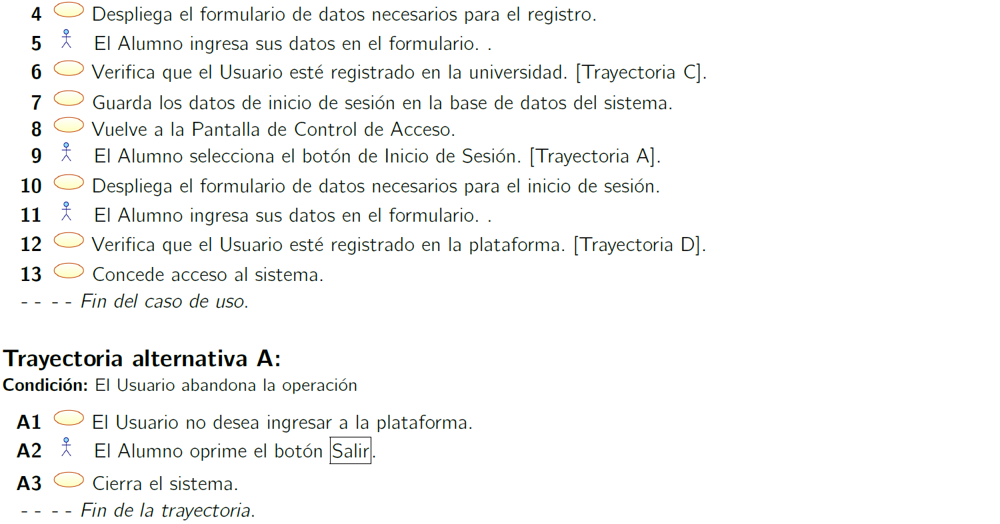 4 Despliega el formulario de datos necesarios para el registro.
5 El Alumno ingresa sus datos en el formulario. .
6 Verifica que el Usuario esté registrado en la universidad. [Trayectoria C].
7 Guarda los datos de inicio de sesión en la base de datos del sistema.
8 Vuelve a la Pantalla de Control de Acceso.
9 El Alumno selecciona el botón de Inicio de Sesión. [Trayectoria A].
10 Despliega el formulario de datos necesarios para el inicio de sesión.
11 El Alumno ingresa sus datos en el formulario. .
12 Verifica que el Usuario esté registrado en la plataforma. [Trayectoria D].
13 Concede acceso al sistema.
- - - - Fin del caso de uso.
Trayectoria alternativa A:
Condición: El Usuario abandona la operación
A1 El Usuario no desea ingresar a la plataforma.
A2 El Alumno oprime el botón Salir.
A3 Cierra el sistema.
- - - - Fin de la trayectoria.